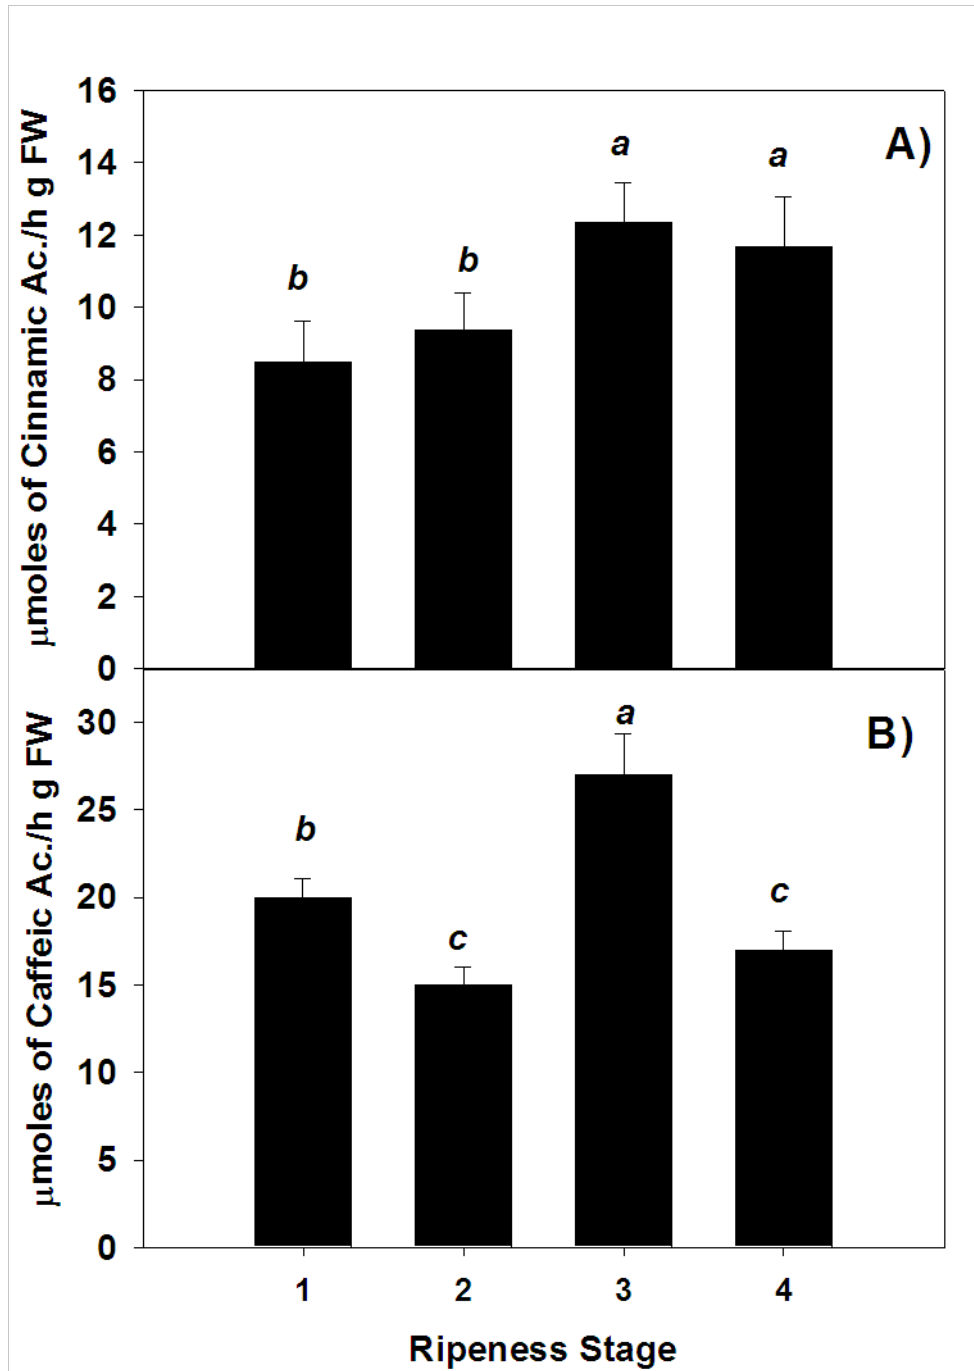 A)
μmoles of Cinnamic Ac./h g FW
16
14
12
10
8
6
4
2
0
b
b
a
a
B)
μmoles of Caffeic Ac./h g FW
30
25
20
15
10
5
0
b
c
a
c
1 2 3 4
Ripeness Stage